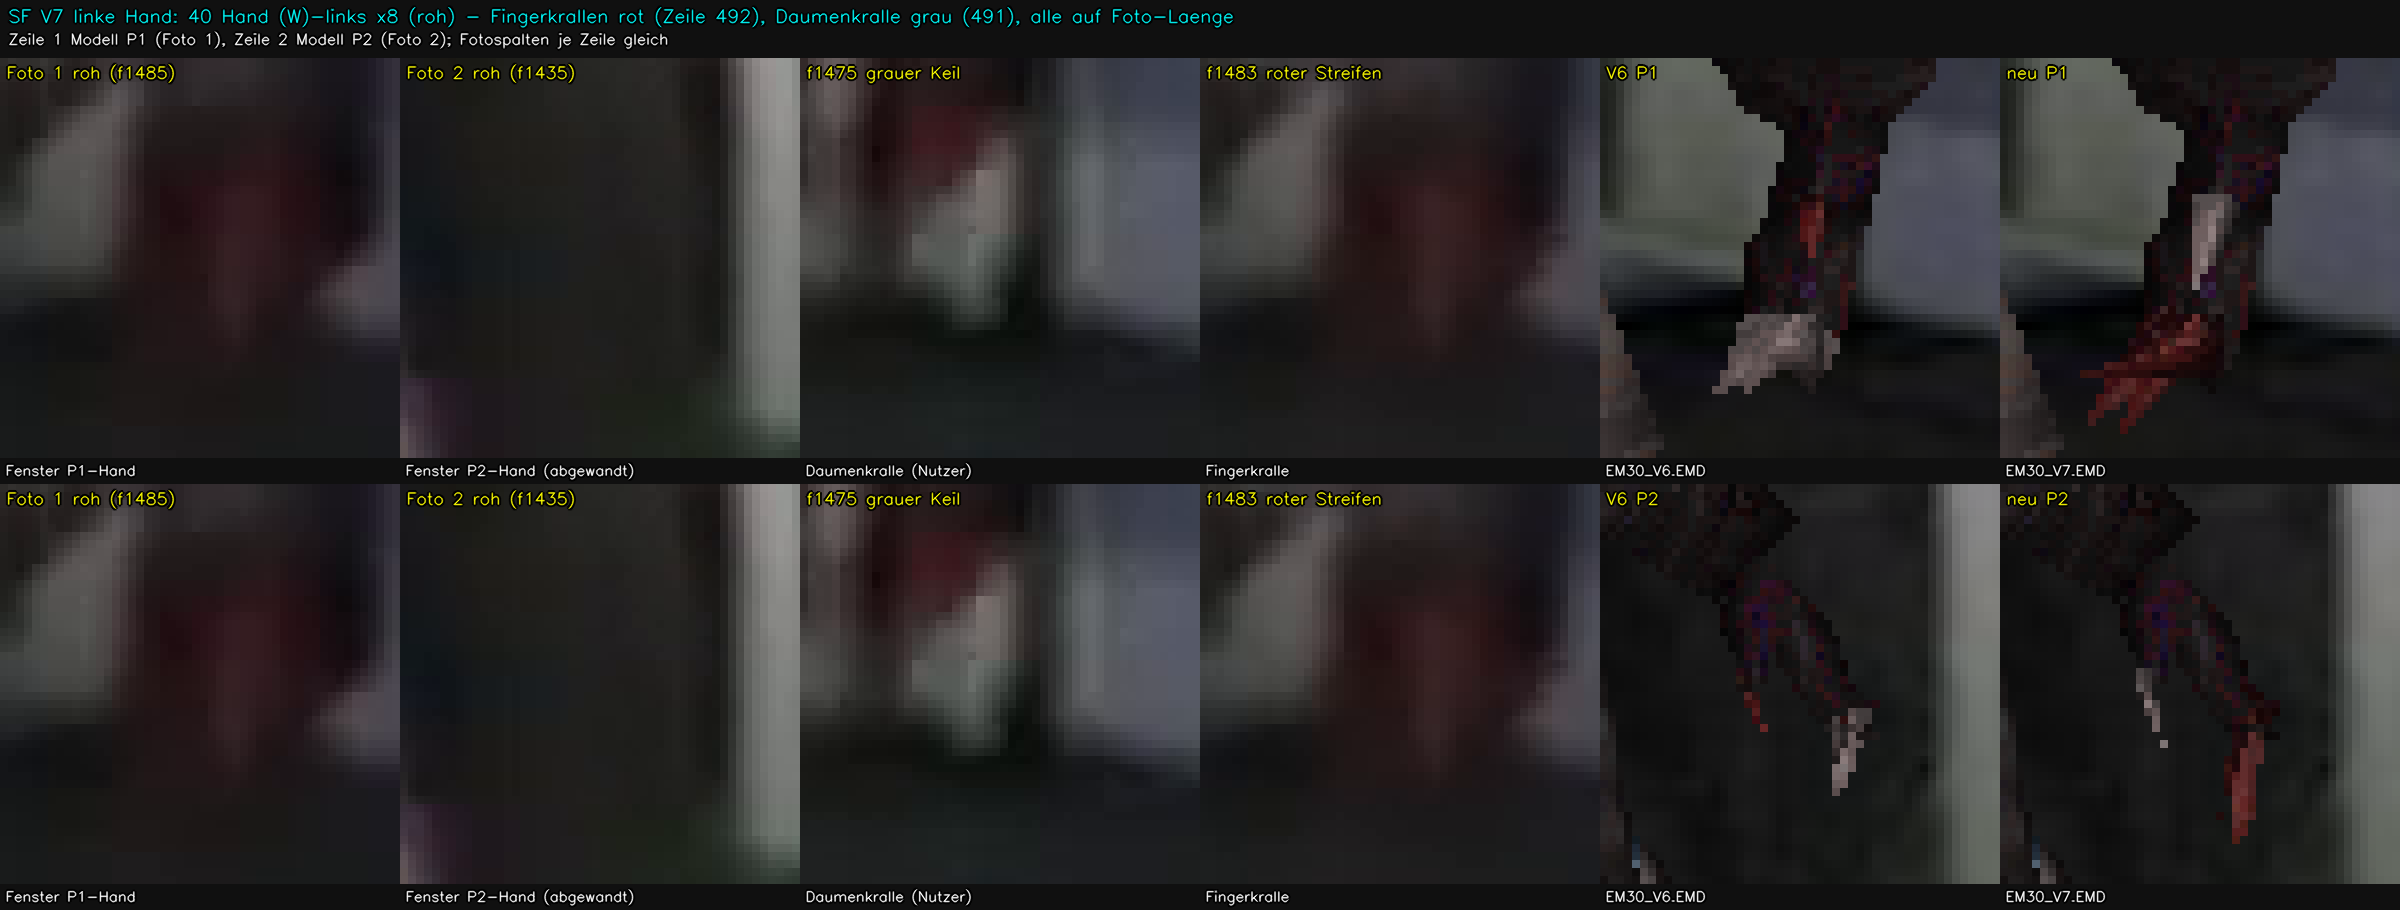 SF V7 linke Hand: 40 Hand (W)-links x8 (roh) - Fingerkrallen rot (Zeile 492), Daumenkralle grau (491), alle auf Foto-Laenge
Zeile 1 Modell P1 (Foto 1), Zeile 2 Modell P2 (Foto 2); Fotospalten je Zeile gleich
Foto 1 roh (f1485)
Foto 2 roh (f1435)
f1475 grauer Keil
f1483 roter Streifen
V6 P1
neu P1
Fenster P1-Hand
Fenster P2-Hand (abgewandt)
Daumenkralle (Nutzer)
Fingerkralle
EM30_V6.EMD
EM30_V7.EMD
Foto 1 roh (f1485)
Foto 2 roh (f1435)
f1475 grauer Keil
f1483 roter Streifen
V6 P2
neu P2
Fenster P1-Hand
Fenster P2-Hand (abgewandt)
Daumenkralle (Nutzer)
Fingerkralle
EM30_V6.EMD
EM30_V7.EMD